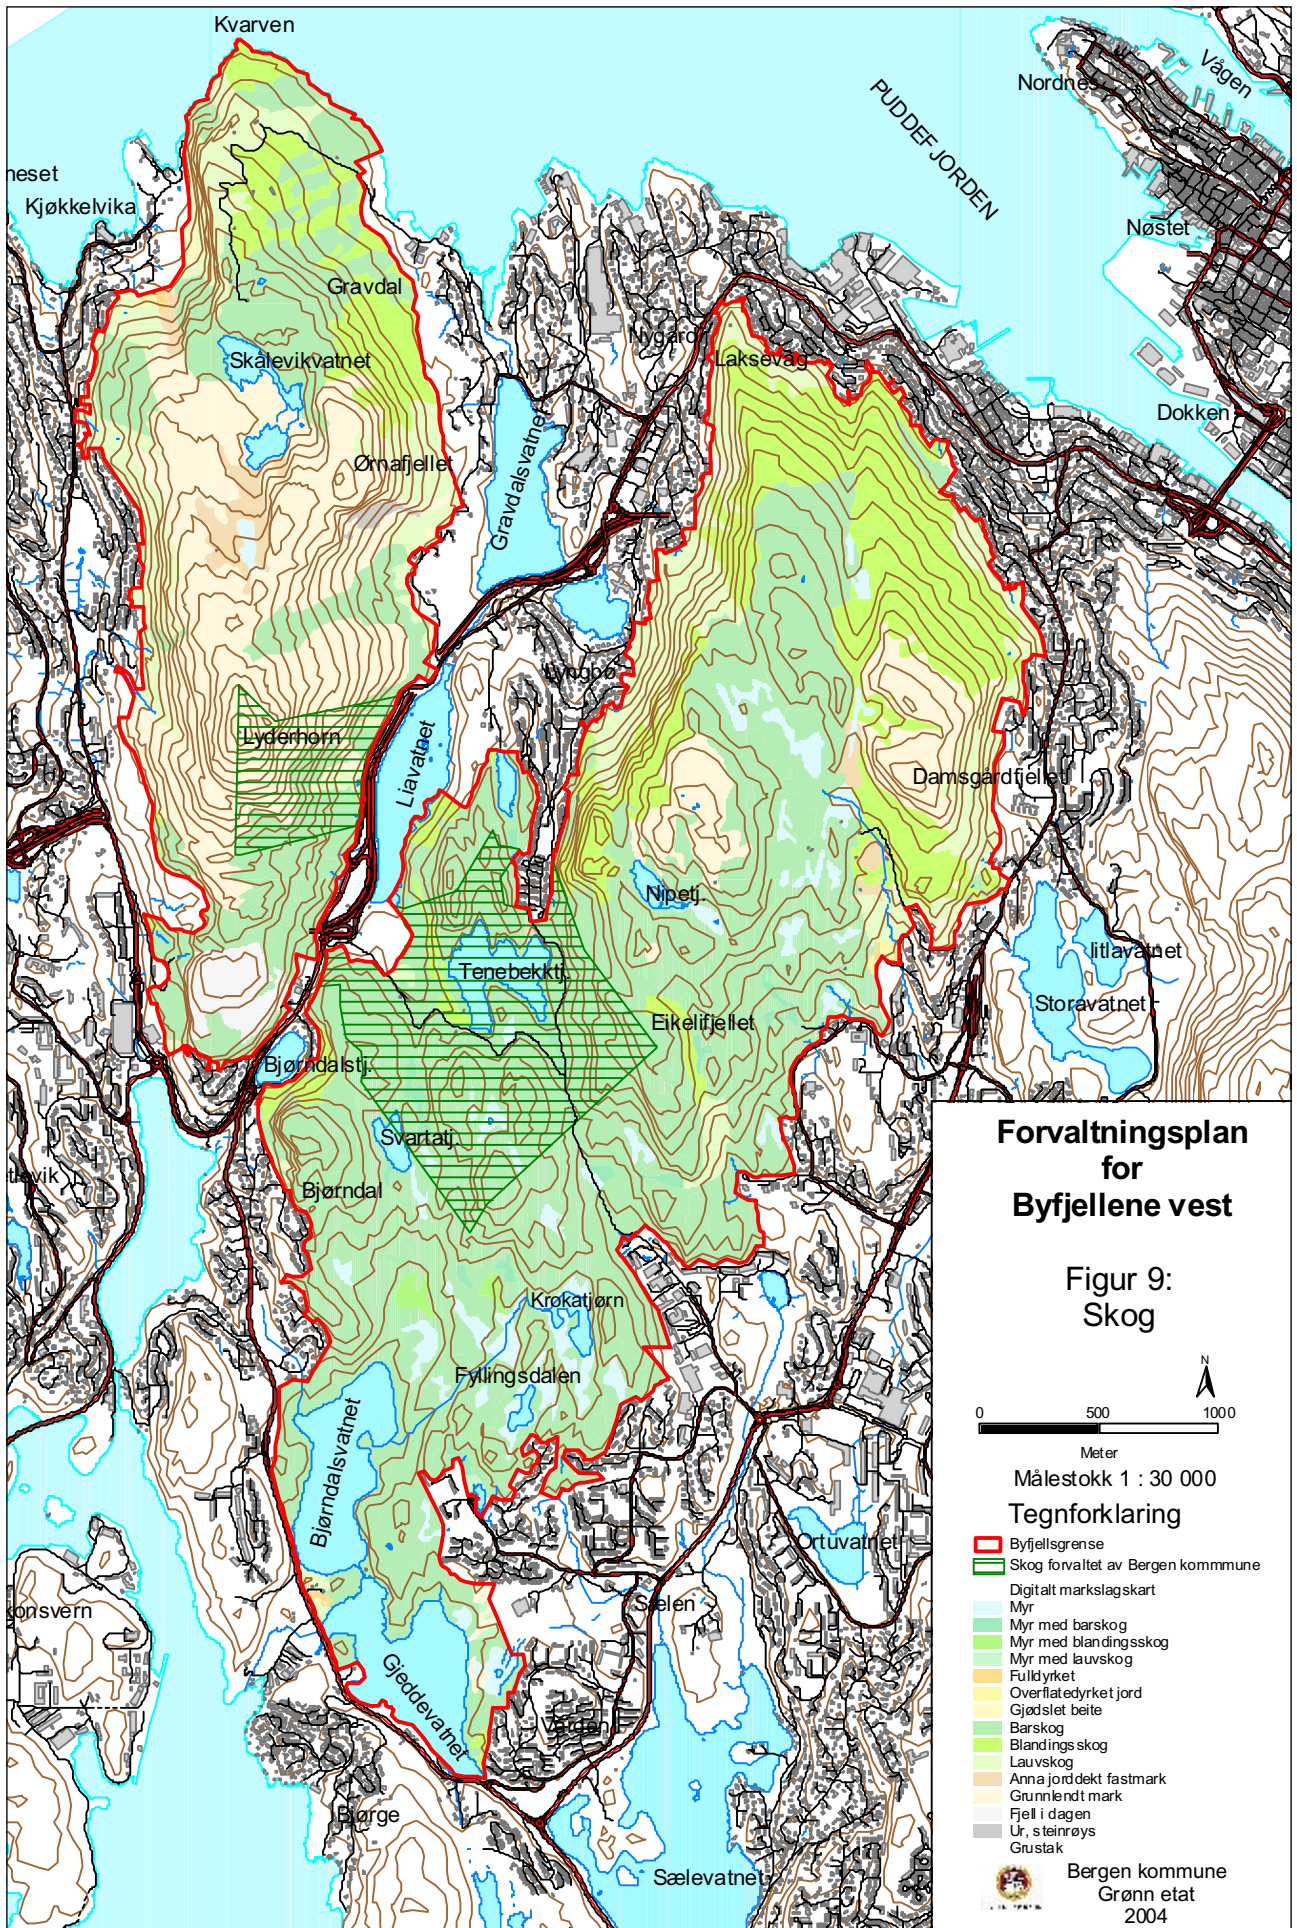 Kvarven
Vågen
Nordnes
PUDDEFJORDEN
neset
Kjøkkelvika
Nøstet
Gravdal
Nygård
Skålevikvatnet
Laksevåg
Dokken
Ørnafjellet
Gravdalsvatnet
Lyngbø
Lyderhorn
Liavatnet
Damsgårdfjellet
Nipetj.
Tenebekktj.
litlavatnet
Storavatnet
Eikelifjellet
Bjørndalstj.
Svartatj.
Bjørndal
Krokatjørn
Fyllingsdalen
Bjørndalsvatnet
Ortuvatnet
Sælen
onsvern
Gjeddevatnet
Bjørge
Sælevatnet
Forvaltningsplan
for
Byfjellene vest
Figur 9:
Skog
N
0 500 1000
Meter
Målestokk 1 : 30 000
Tegnforklaring
Byfjellsgrense
Skog forvaltet av Bergen kommmune
Digitalt markslagskart
Myr
Myr med barskog
Myr med blandingsskog
Myr med lauvskog
Fulldyrket
Overflatedyrket jord
Gjødslet beite
Barskog
Blandingsskog
Lauvskog
Anna jorddekt fastmark
Grunnlendt mark
Fjell i dagen
Ur, steinrøys
Grustak
Bergen kommune
Grønn etat
2004